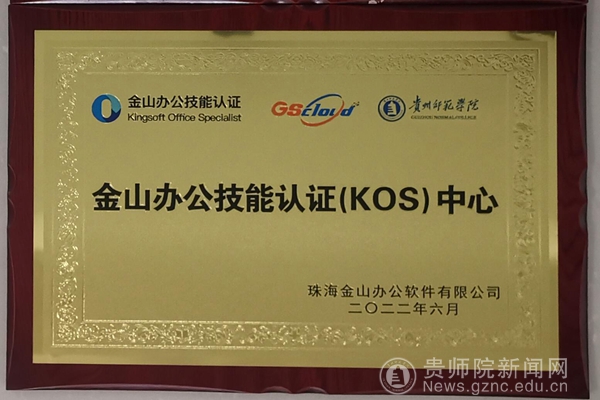 金山办公技能认证
Kingsoft Office Specialist
GScloud
贵州师范学院
GUIZHOU NORMAL COLLEGE
金山办公技能认证(KOS)中心
珠海金山办公软件有限公司
二〇二二年六月
贵师院新闻网
News.gznc.edu.cn